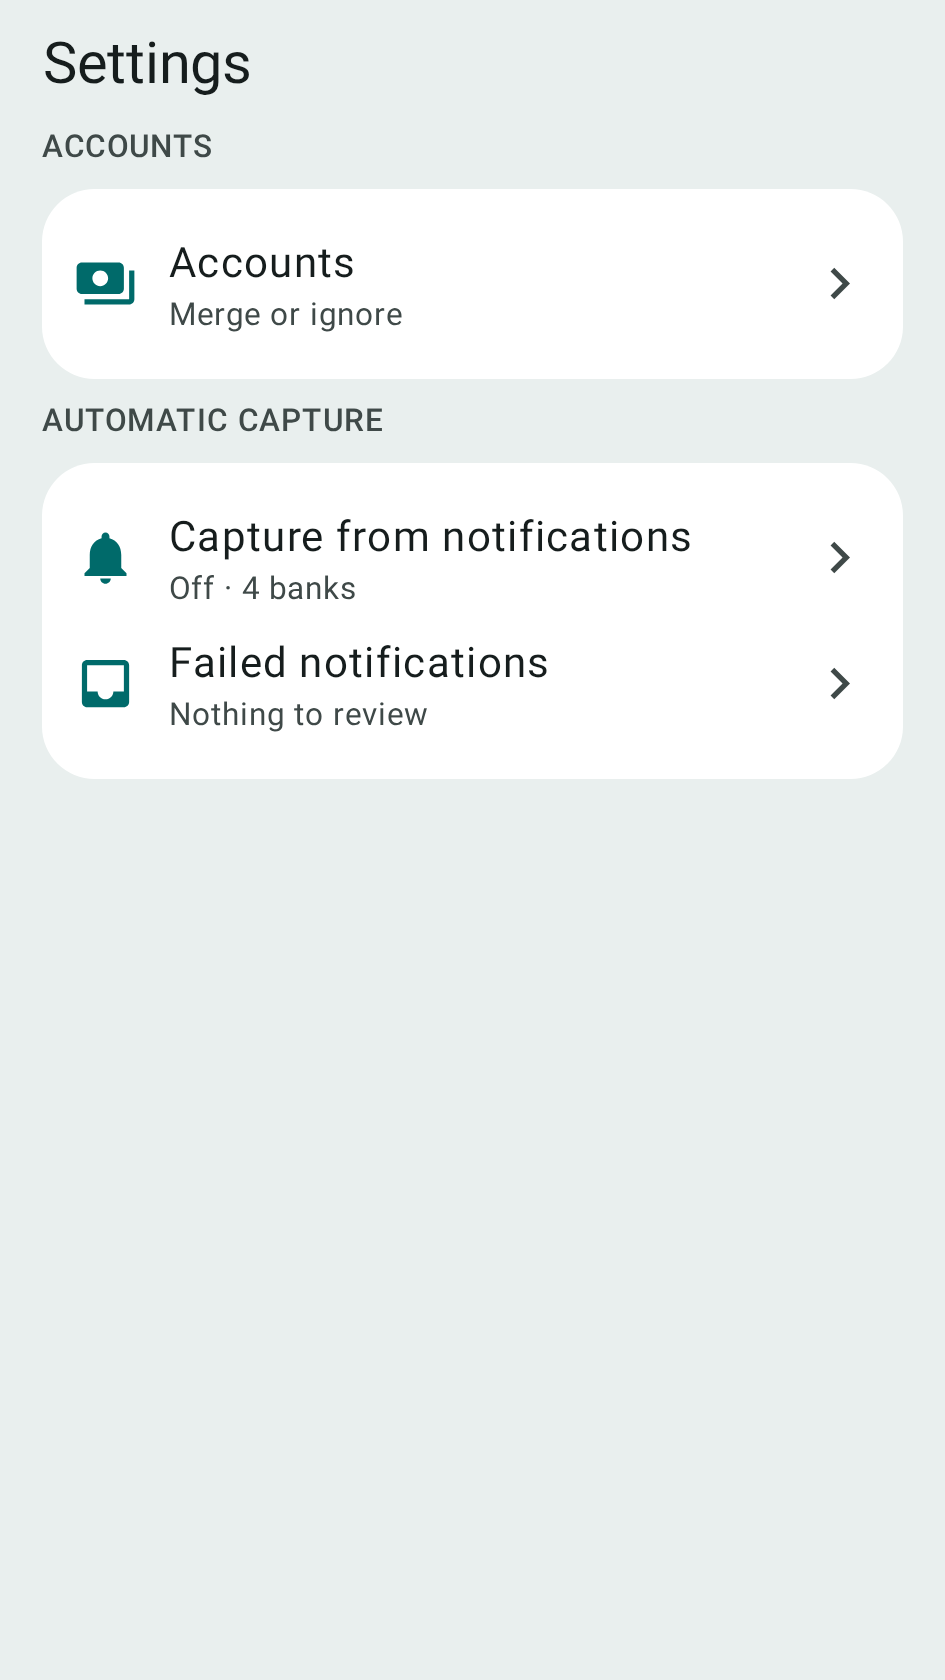 Settings
ACCOUNTS
Accounts
Merge or ignore
AUTOMATIC CAPTURE
Capture from notifications
Off · 4 banks
Failed notifications
Nothing to review